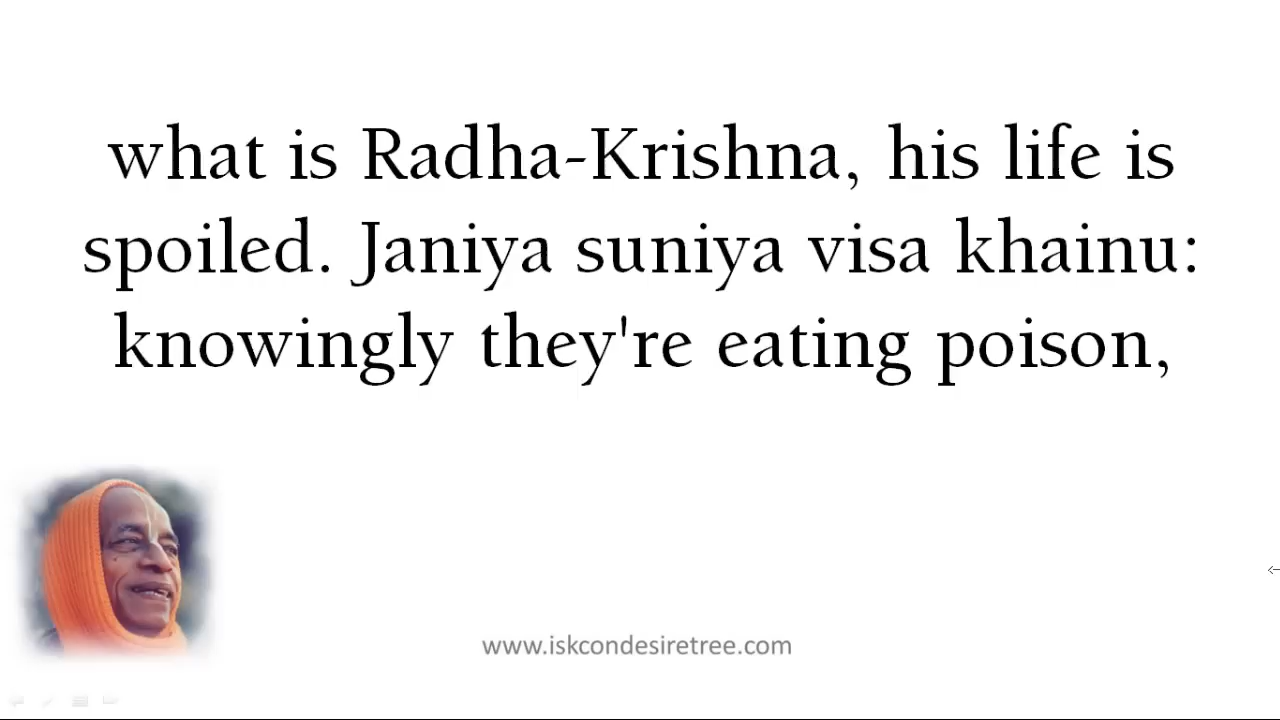 what is Radha-Krishna, his life is
spoiled. Janiya suniya visa khainu:
knowingly they're eating poison,
www.iskcondesiretree.com